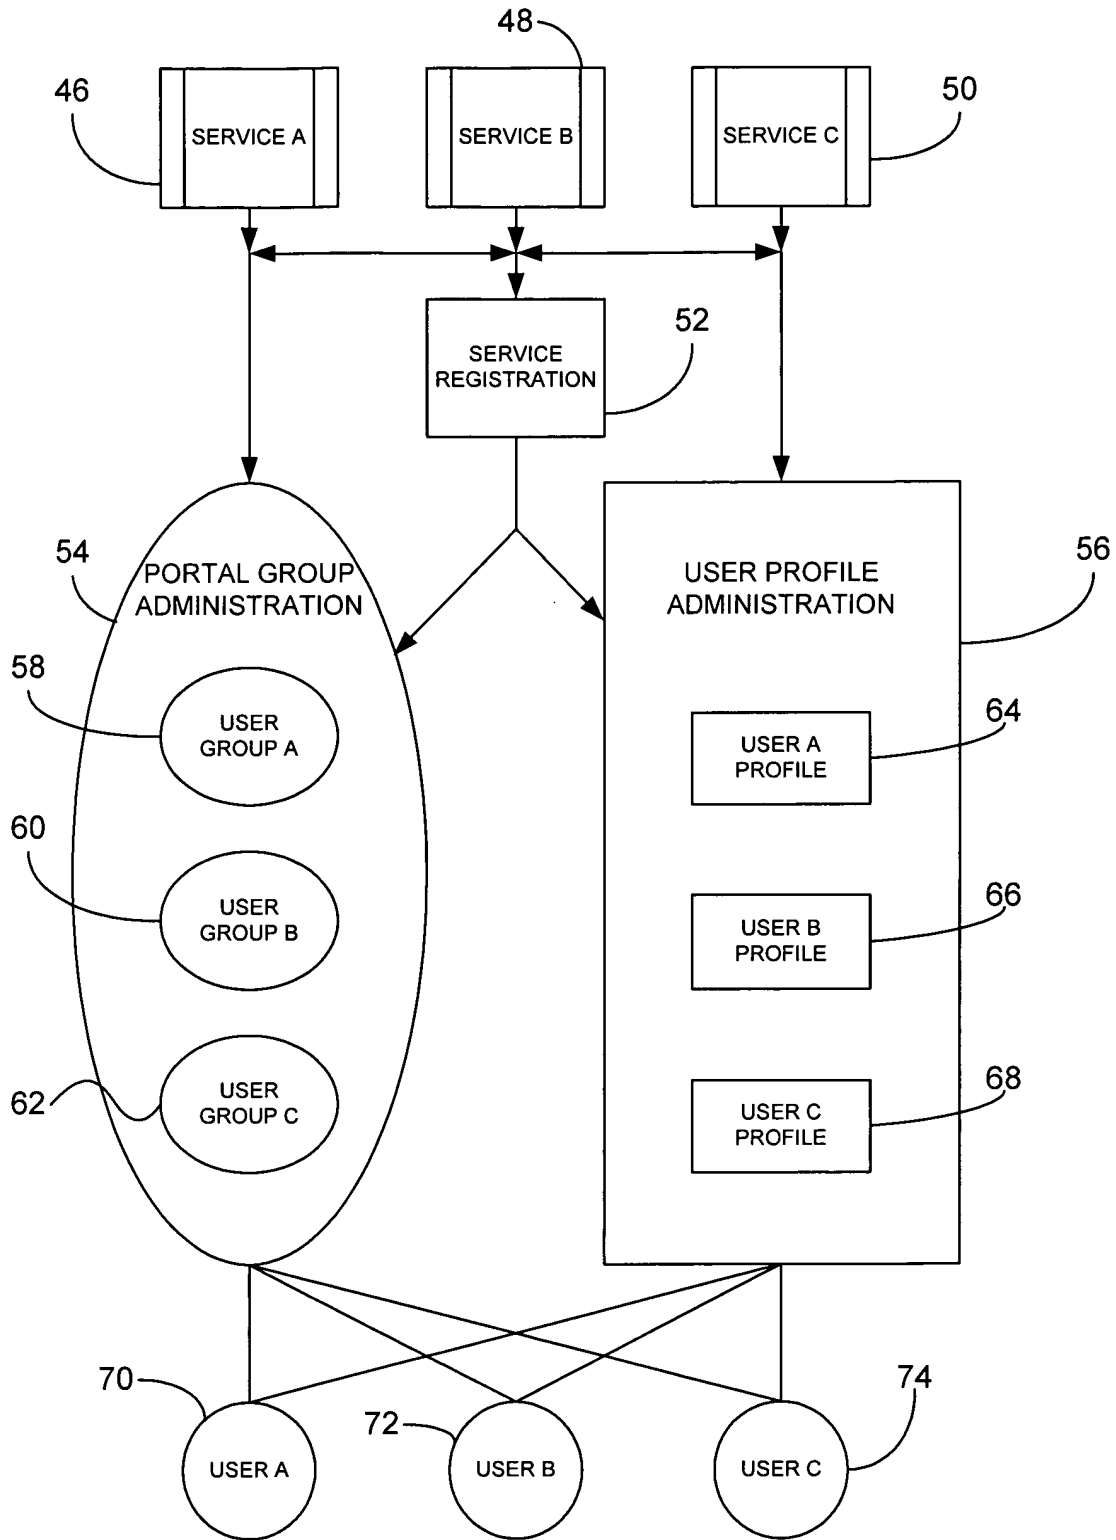 48
46
50
SERVICE A
SERVICE B
SERVICE C
52
SERVICE
REGISTRATION
54
PORTAL GROUP
ADMINISTRATION
USER PROFILE
ADMINISTRATION
56
58
USER
GROUP A
64
USER A
PROFILE
60
USER
GROUP B
66
USER B
PROFILE
62
USER
GROUP C
68
USER C
PROFILE
70
72
74
USER A
USER B
USER C